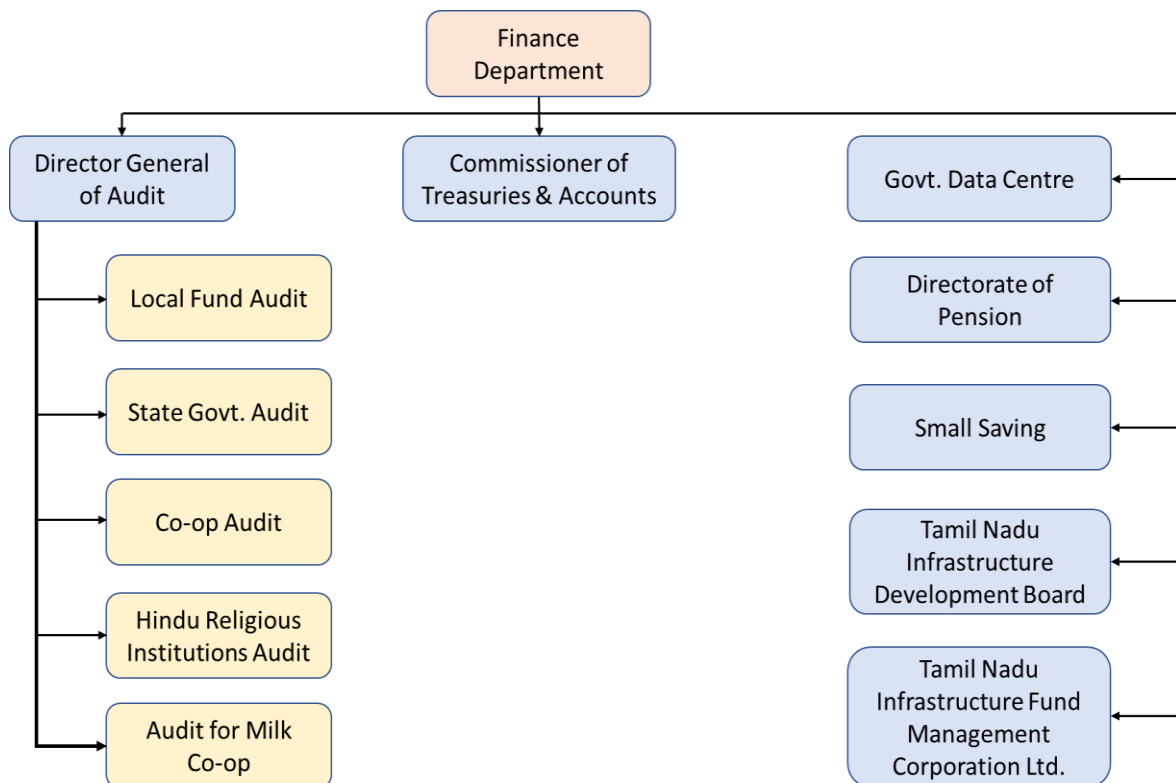 Finance
Department
Director General
of Audit
Commissioner of
Treasuries & Accounts
Govt. Data Centre
Local Fund Audit
Directorate of
Pension
State Govt. Audit
Small Saving
Co-op Audit
Tamil Nadu
Infrastructure
Development Board
Hindu Religious
Institutions Audit
Tamil Nadu
Infrastructure Fund
Management
Corporation Ltd.
Audit for Milk
Co-op